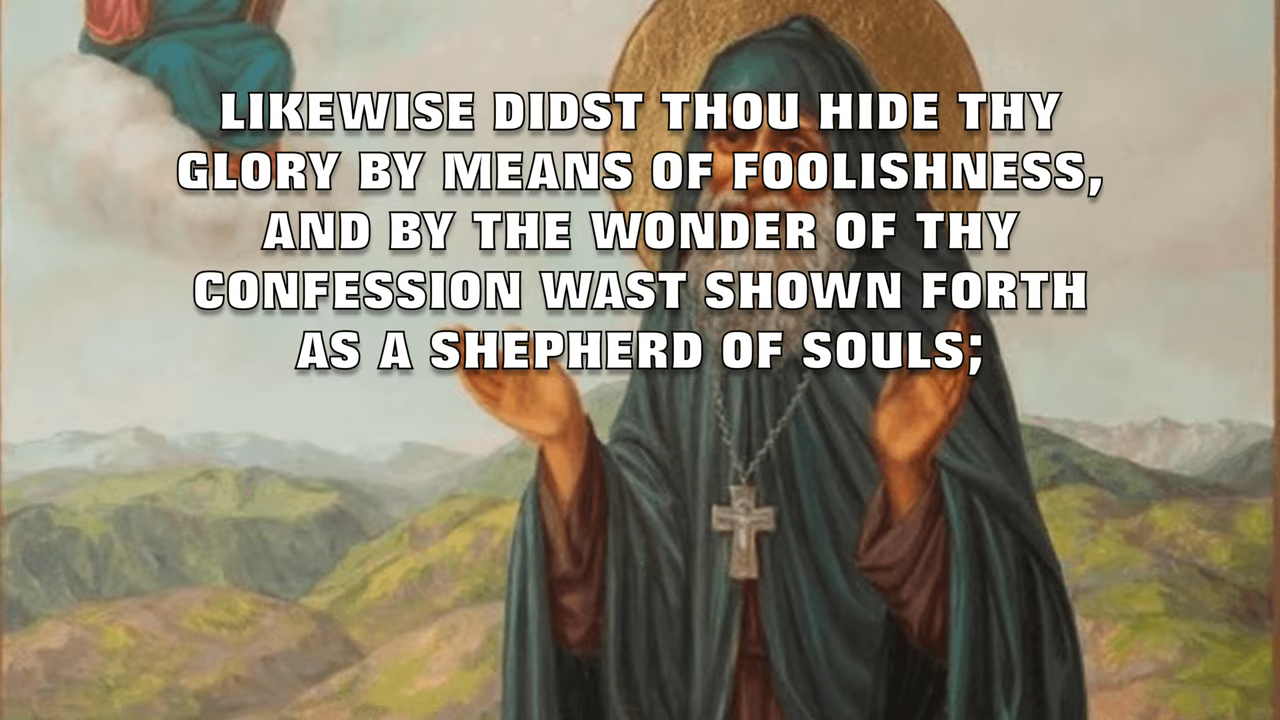 LIKEWISE DIDST THOU HIDE THY
GLORY BY MEANS OF FOOLISHNESS,
AND BY THE WONDER OF THY
CONFESSION WAST SHOWN FORTH
AS A SHEPHERD OF SOULS;